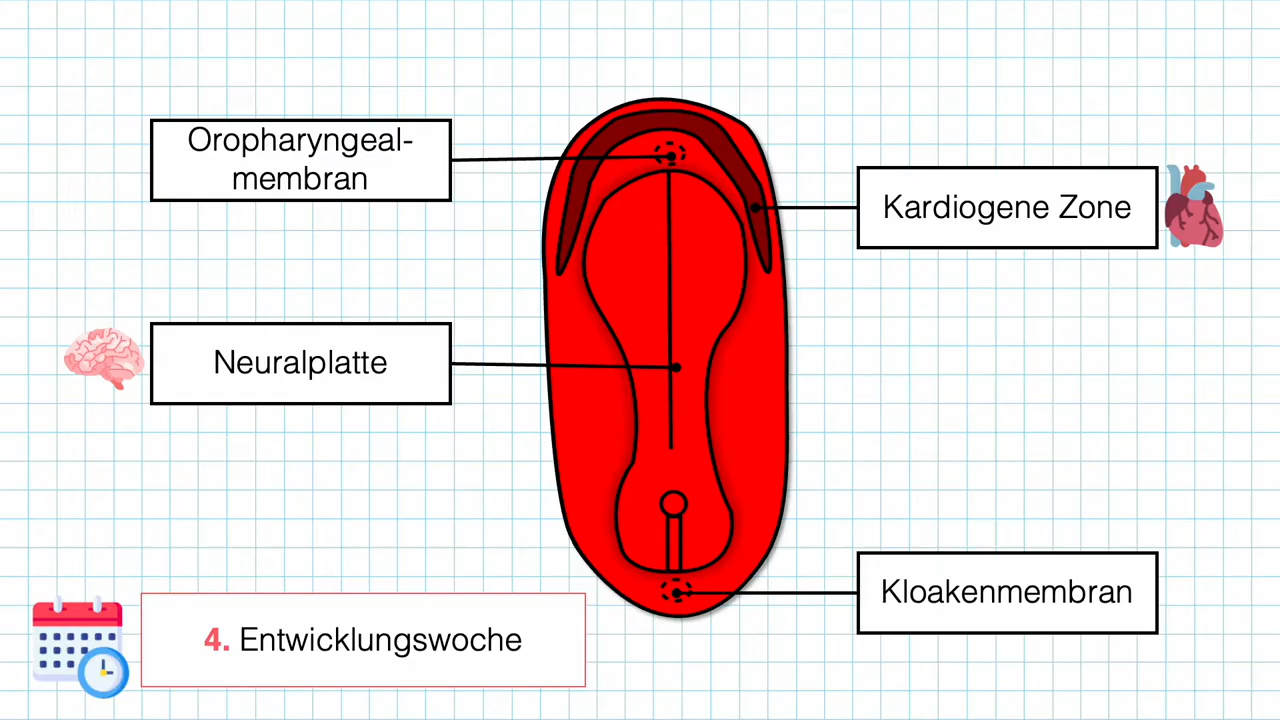 Oropharyngeal-
membran
Kardiogene Zone
Neuralplatte
Kloakenmembran
4. Entwicklungswoche